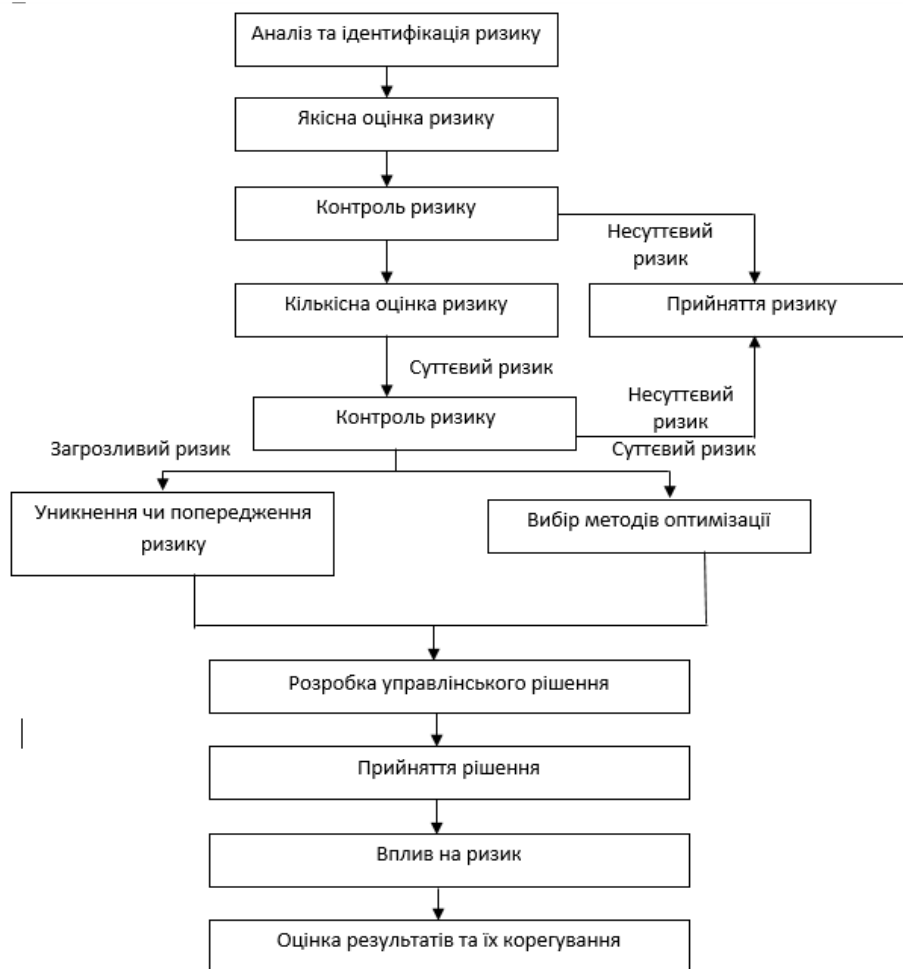 Аналіз та ідентифікація ризику
Якісна оцінка ризику
Контроль ризику
Несуттєвий
ризик
Кількісна оцінка ризику
Прийняття ризику
Суттєвий ризик
Несуттєвий
ризик
Контроль ризику
Загрозливий ризик
Суттєвий ризик
Уникнення чи попередження
ризику
Вибір методів оптимізації
Розробка управлінського рішення
Прийняття рішення
Вплив на ризик
Оцінка результатів та їх корегування